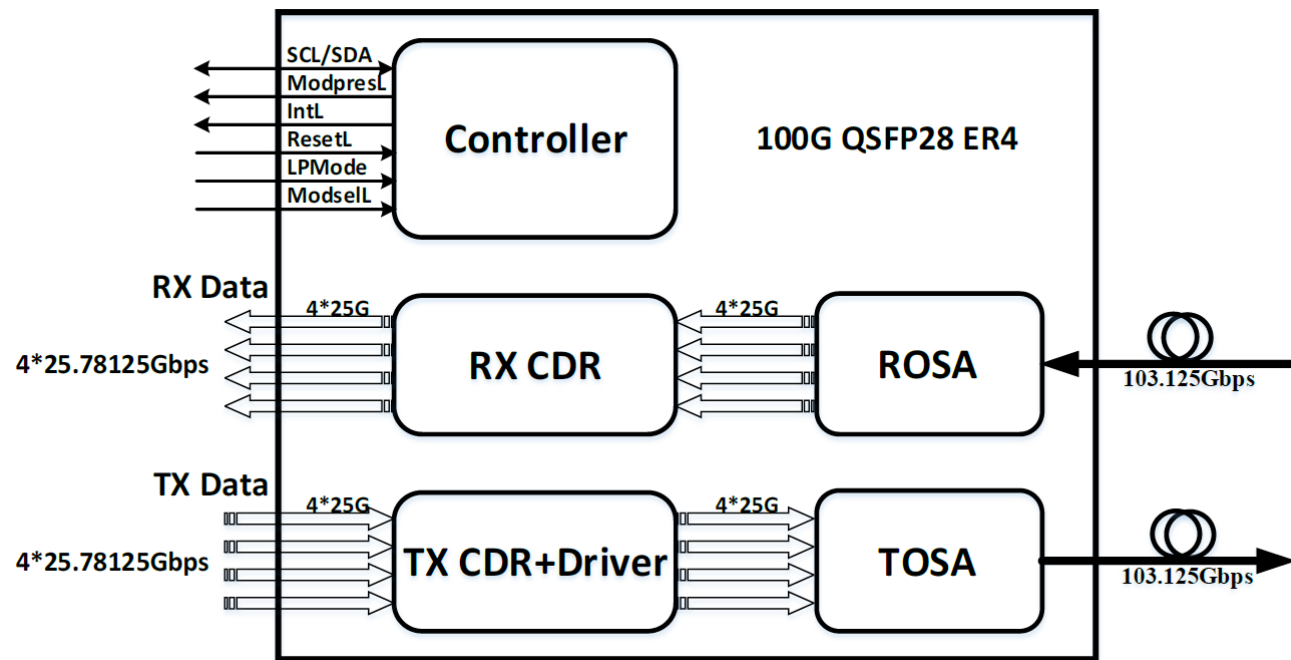 SCL/SDA
ModpresL
IntL
ResetL
LPMode
ModselL
Controller
100G QSFP28 ER4
RX Data
4*25G
4*25G
4*25.78125Gbps
RX CDR
ROSA
103.125Gbps
TX Data
4*25G
4*25G
4*25.78125Gbps
TX CDR+Driver
TOSA
103.125Gbps